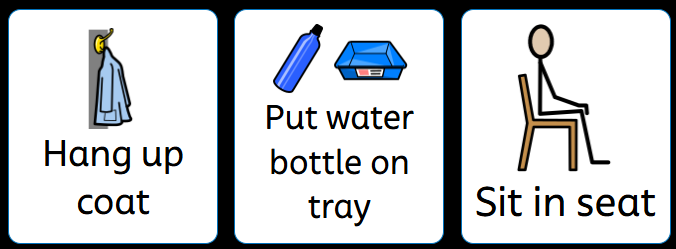 Hang up
coat
Put water
bottle on
tray
Sit in seat